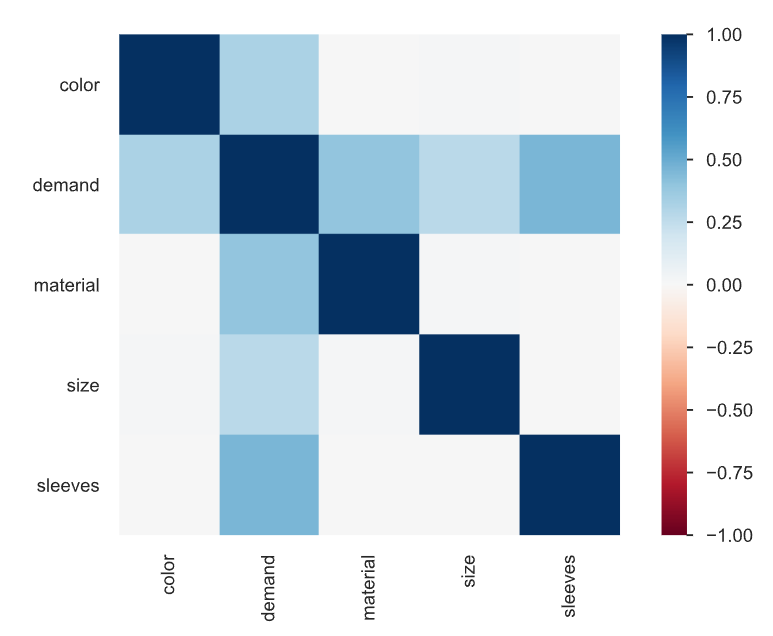 color
demand
material
size
sleeves
color
demand
material
size
sleeves
1.00
0.75
0.50
0.25
0.00
−0.25
−0.50
−0.75
−1.00